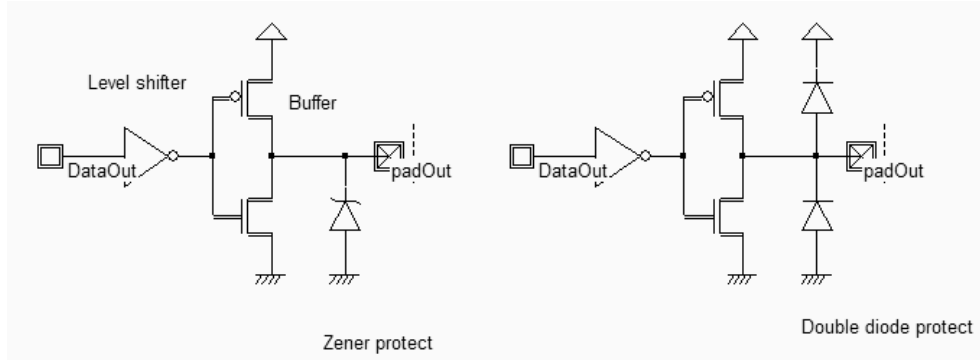 Level shifter
Buffer
DataOut
padOut
DataOut
padOut
Zener protect
Double diode protect